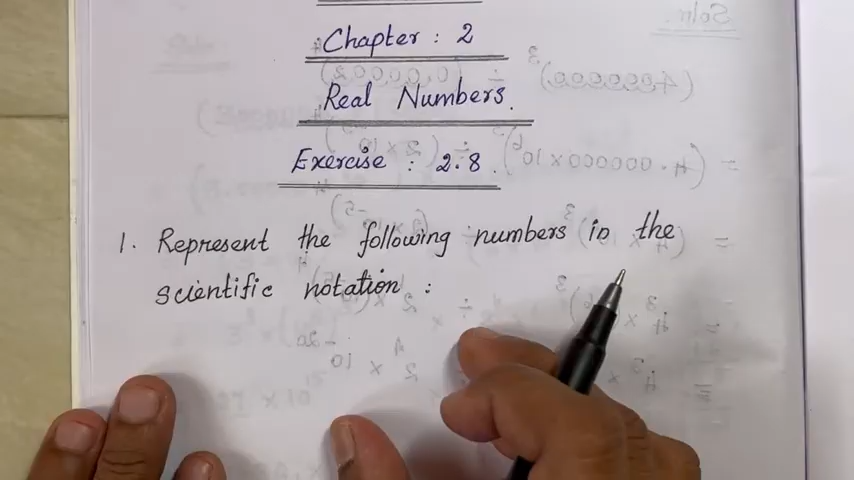 Chapter : 2
Real Numbers.
Exercise : 2.8.
1. Represent the following numbers in the
scientific notation :